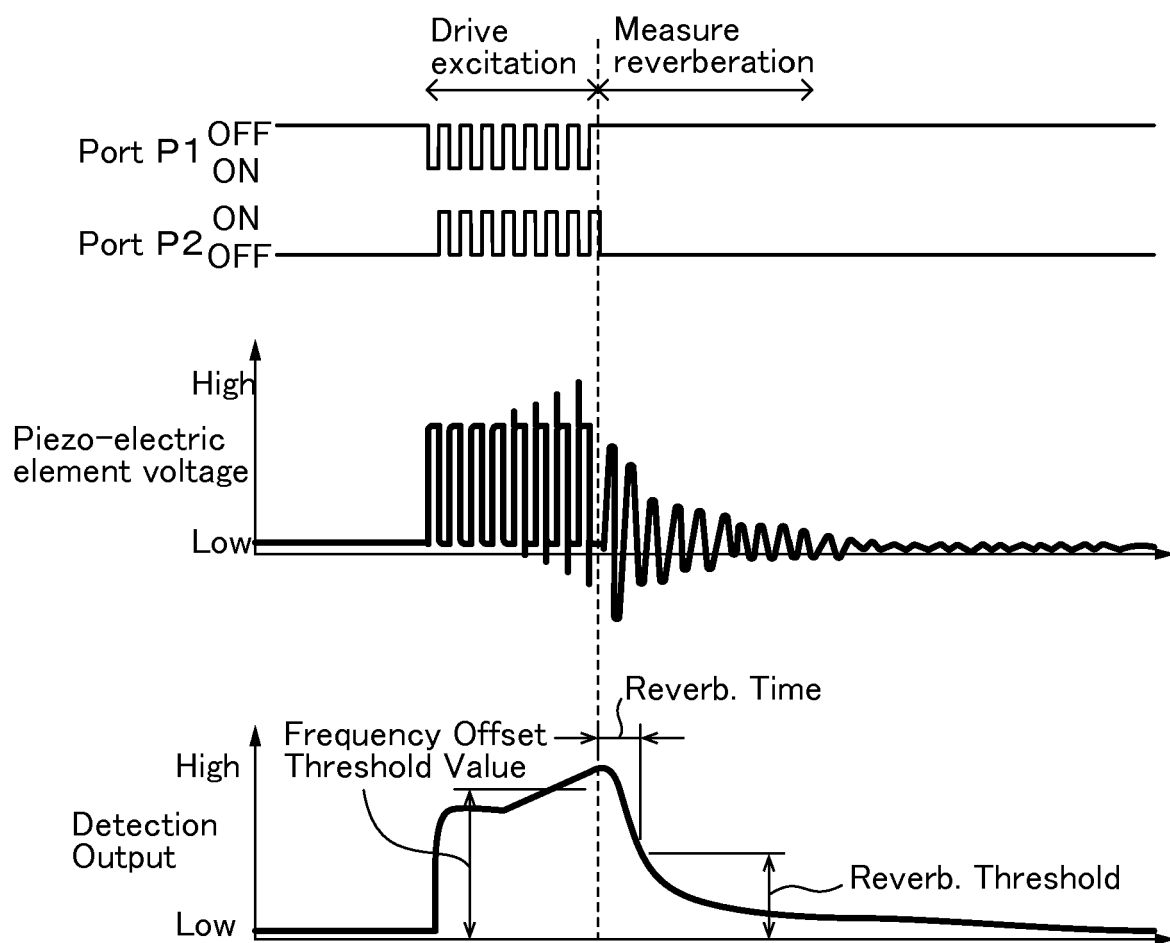 Drive
excitation
Measure
reverberation
Port P1
OFF
ON
Port P2
ON
OFF
High
Piezo-electric
element voltage
Low
Reverb. Time
Frequency Offset
Threshold Value
High
Detection
Output
Reverb. Threshold
Low